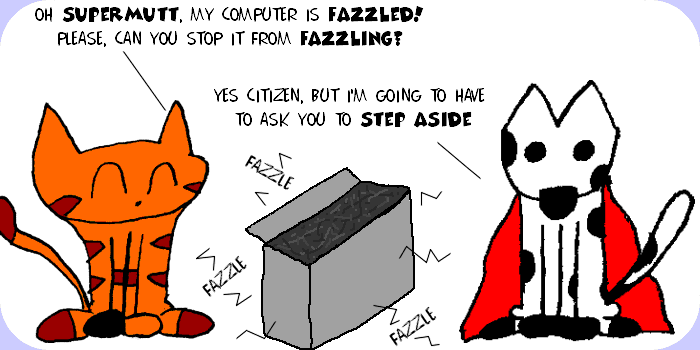 OH SUPERMUTT, MY COMPUTER IS FAZZLED!
PLEASE, CAN YOU STOP IT FROM FAZZLING?
YES CITIZEN, BUT I'M GOING TO HAVE
TO ASK YOU TO STEP ASIDE
FAZZLE
FAZZLE
FAZZLE